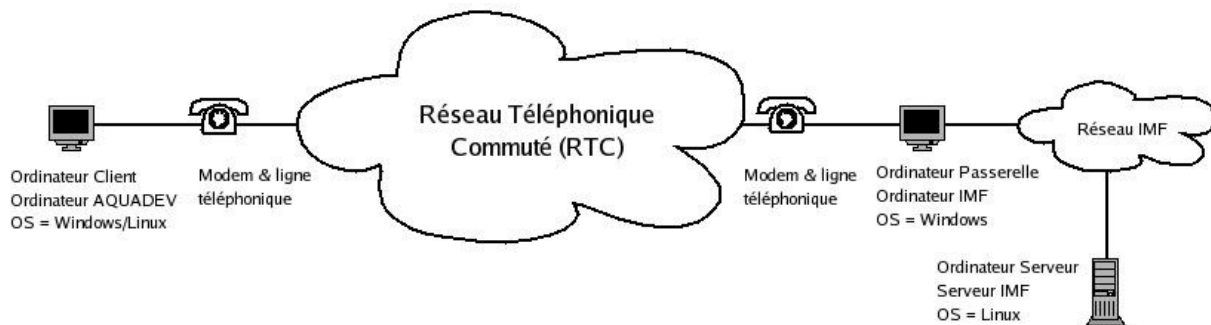 Réseau Téléphonique
Commuté (RTC)
Réseau IMF
Ordinateur Client
Ordinateur AQUADEV
OS = Windows/Linux
Modem & ligne
téléphonique
Modem & ligne
téléphonique
Ordinateur Passerelle
Ordinateur IMF
OS = Windows
Ordinateur Serveur
Serveur IMF
OS = Linux